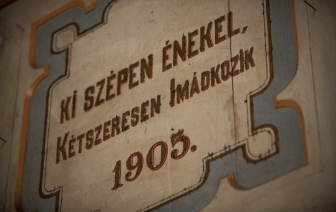 KI SZÉPEN ÉNEKEL,
KÉTSZERESEN IMÁDKOZIK
1905.